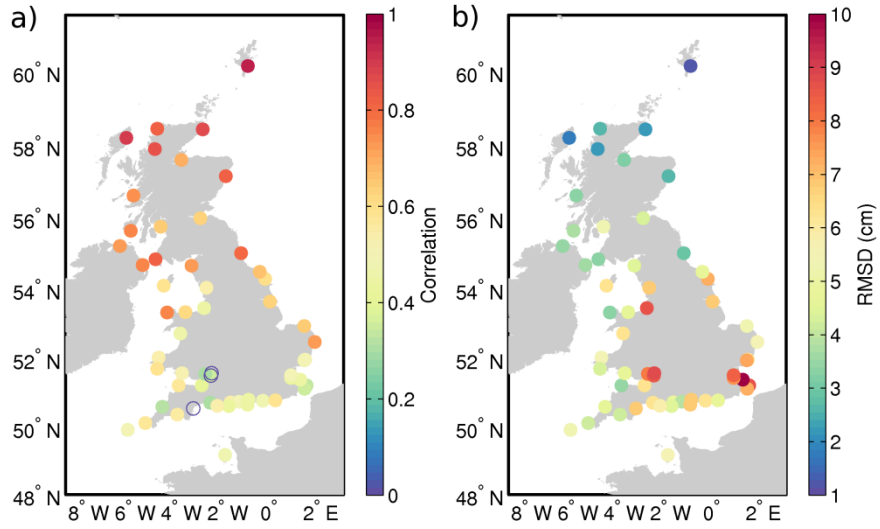 a)
60° N
58° N
56° N
54° N
52° N
50° N
48° N
8° W 6° W 4° W 2° W 0° 2° E
1
0.8
0.6
0.4
0.2
0
Correlation
b)
60° N
58° N
56° N
54° N
52° N
50° N
48° N
8° W 6° W 4° W 2° W 0° 2° E
10
9
8
7
6
5
4
3
2
1
RMSD (cm)